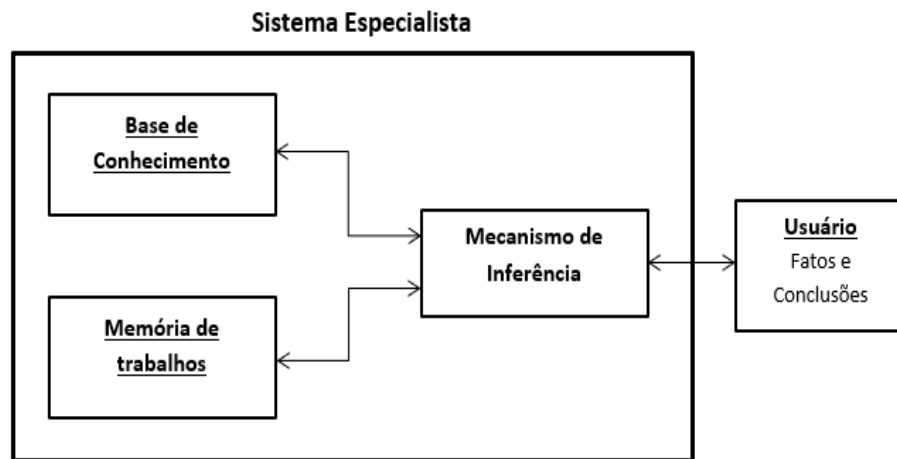 Sistema Especialista
Base de
Conhecimento
Mecanismo de
Inferência
Usuário
Fatos e
Conclusões
Memória de
trabalhos